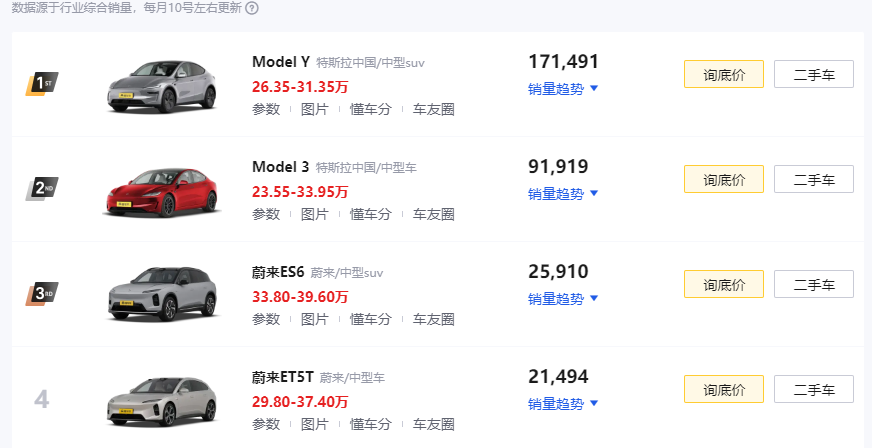 数据源于行业综合销量，每月10号左右更新 ?
1ST
Model Y 特斯拉中国/中型suv
26.35-31.35万
参数 图片 懂车分 车友圈
171,491
销量趋势
询底价 二手车
2ND
Model 3 特斯拉中国/中型车
23.55-33.95万
参数 图片 懂车分 车友圈
91,919
销量趋势
询底价 二手车
3RD
蔚来ES6 蔚来/中型suv
33.80-39.60万
参数 图片 懂车分 车友圈
25,910
销量趋势
询底价 二手车
4
蔚来ET5T 蔚来/中型车
29.80-37.40万
参数 图片 懂车分 车友圈
21,494
销量趋势
询底价 二手车